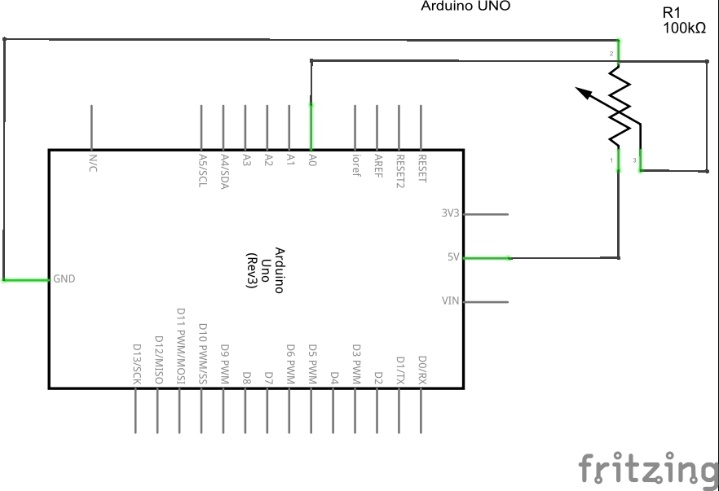 Arduino UNO
R1
100kΩ
2
1
3
N/C
A5/SCL
A4/SDA
A3
A2
A1
A0
ioref
AREF
RESET2
RESET
3V3
5V
VIN
GND
Arduino
Uno
(Rev3)
D13/SCK
D12/MISO
D11 PWM/MOSI
D10 PWM/SS
D9 PWM
D8
D7
D6 PWM
D5 PWM
D4
D3 PWM
D2
D1/TX
D0/RX
fritzing